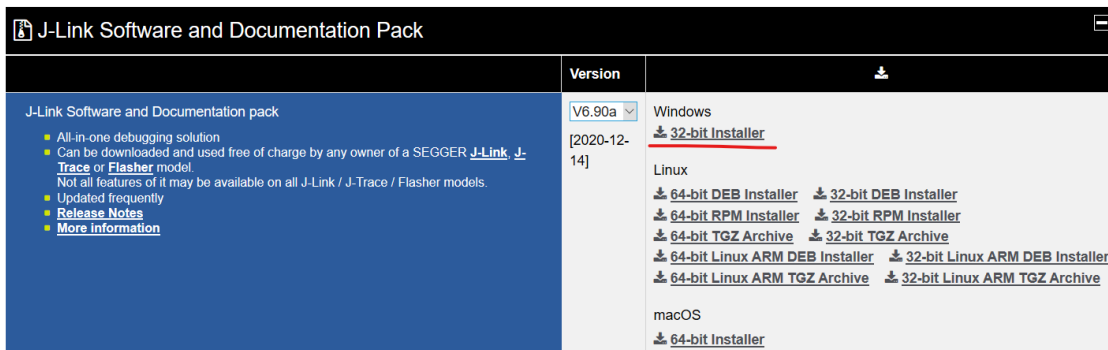 J-Link Software and Documentation Pack
Version
J-Link Software and Documentation pack
All-in-one debugging solution
Can be downloaded and used free of charge by any owner of a SEGGER J-Link, J-
Trace or Flasher model.
Not all features of it may be available on all J-Link / J-Trace / Flasher models.
Updated frequently
Release Notes
More information
V6.90a
[2020-12-
14]
Windows
32-bit Installer
Linux
64-bit DEB Installer 32-bit DEB Installer
64-bit RPM Installer 32-bit RPM Installer
64-bit TGZ Archive 32-bit TGZ Archive
64-bit Linux ARM DEB Installer 32-bit Linux ARM DEB Installer
64-bit Linux ARM TGZ Archive 32-bit Linux ARM TGZ Archive
macOS
64-bit Installer